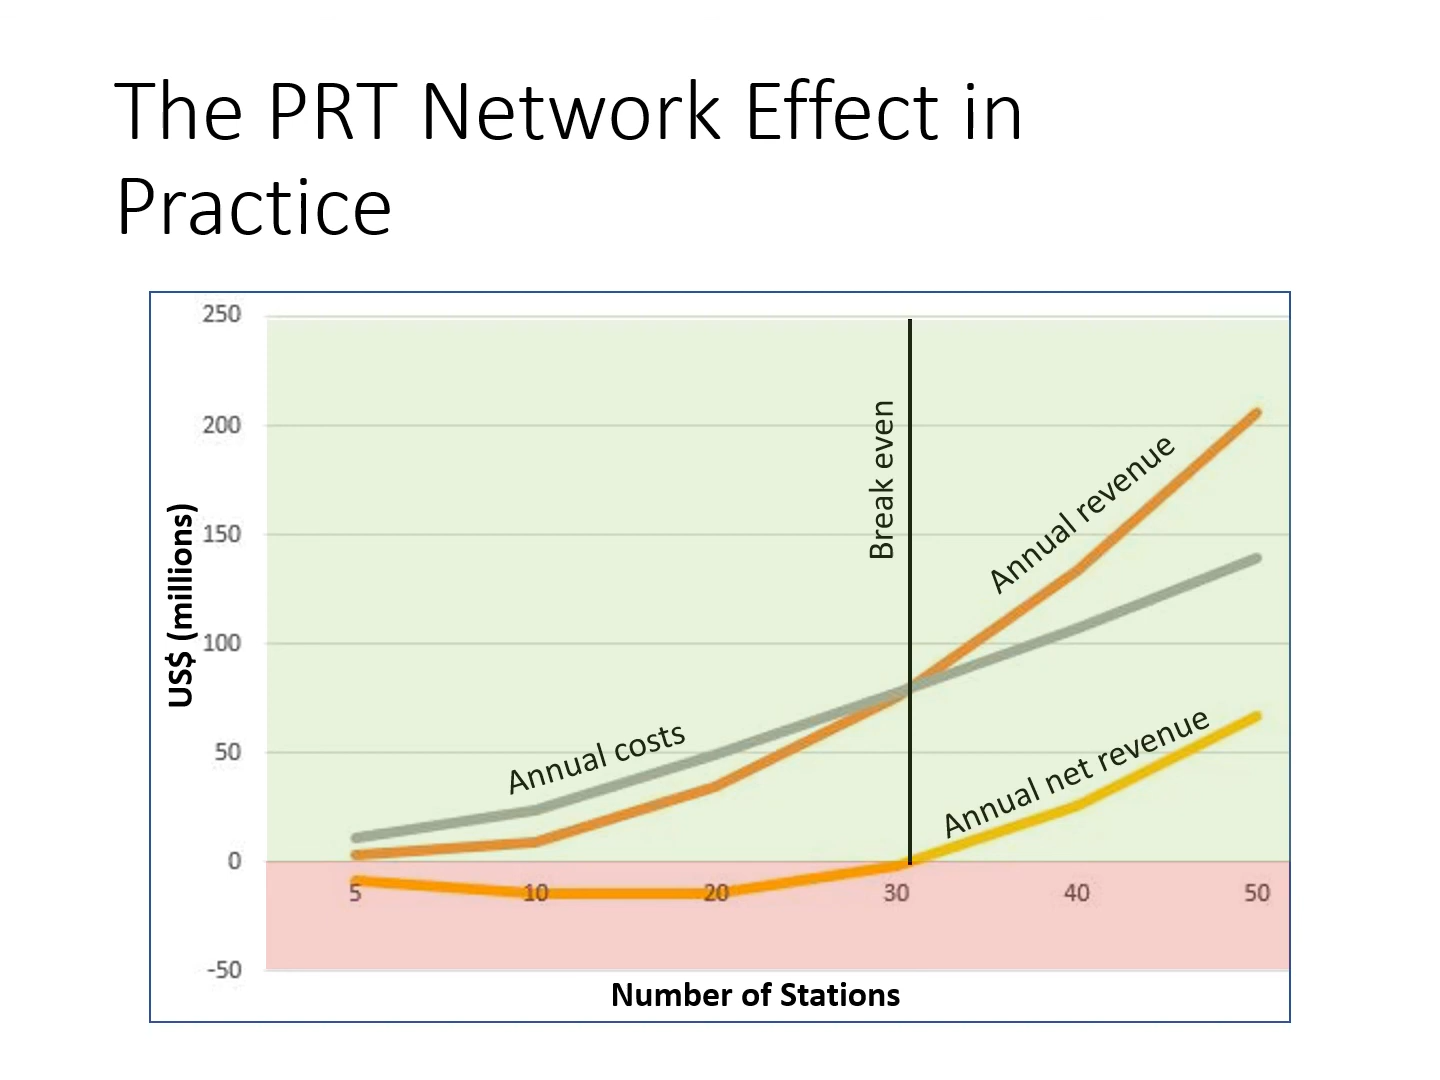 The PRT Network Effect in
Practice
250
200
150
100
50
0
-50
US$ (millions)
Break even
Annual revenue
Annual costs
Annual net revenue
5 10 20 30 40 50
Number of Stations